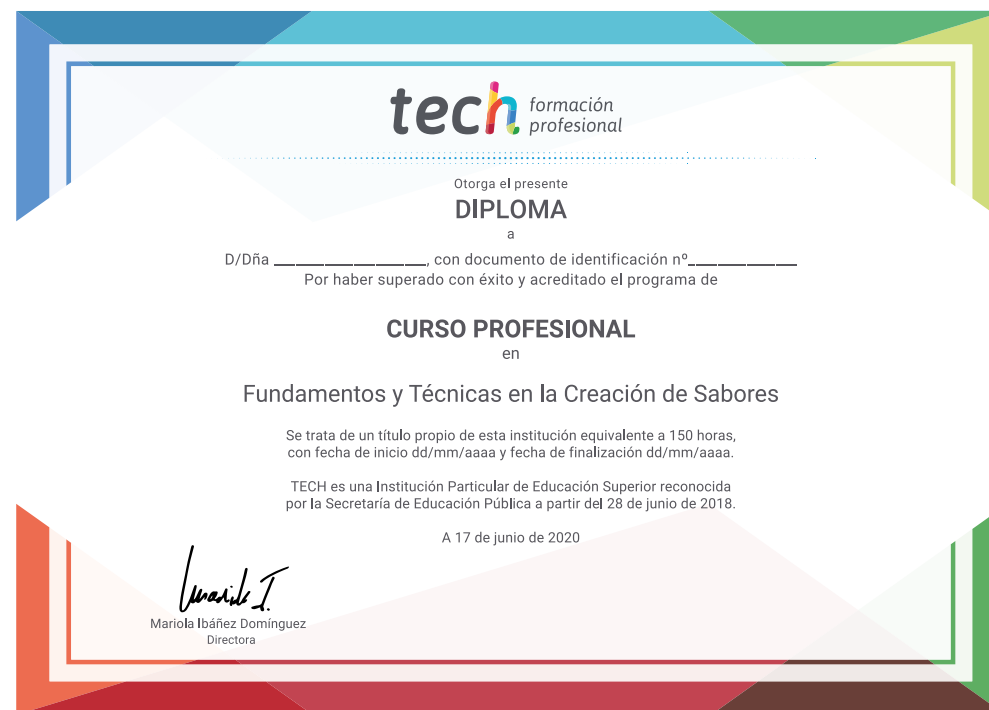 tech formación
profesional
Otorga el presente
DIPLOMA
a
D/Dña ____________________, con documento de identificación nº______________
Por haber superado con éxito y acreditado el programa de
CURSO PROFESIONAL
en
Fundamentos y Técnicas en la Creación de Sabores
Se trata de un título propio de esta institución equivalente a 150 horas,
con fecha de inicio dd/mm/aaaa y fecha de finalización dd/mm/aaaa.
TECH es una Institución Particular de Educación Superior reconocida
por la Secretaría de Educación Pública a partir del 28 de junio de 2018.
A 17 de junio de 2020
Mariola Ibáñez Domínguez
Directora